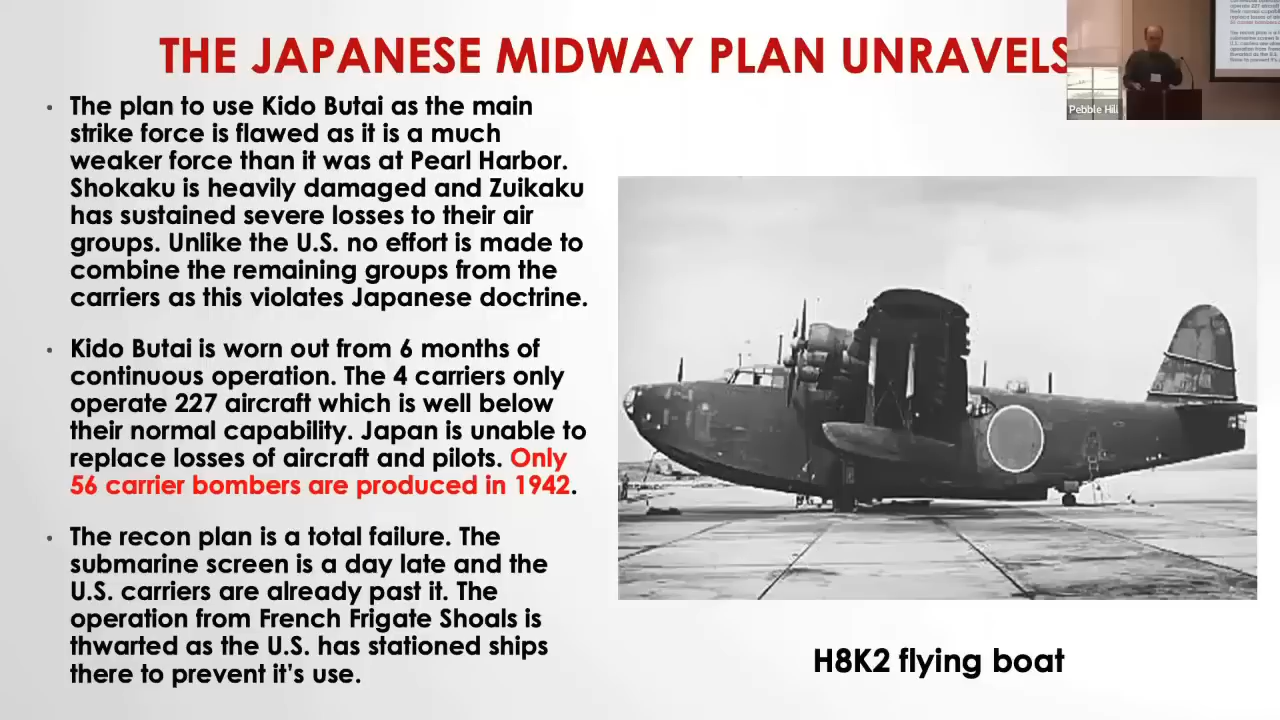 THE JAPANESE MIDWAY PLAN UNRAVELS
Pebble Hill
• The plan to use Kido Butai as the main
strike force is flawed as it is a much
weaker force than it was at Pearl Harbor.
Shokaku is heavily damaged and Zuikaku
has sustained severe losses to their air
groups. Unlike the U.S. no effort is made to
combine the remaining groups from the
carriers as this violates Japanese doctrine.
• Kido Butai is worn out from 6 months of
continuous operation. The 4 carriers only
operate 227 aircraft which is well below
their normal capability. Japan is unable to
replace losses of aircraft and pilots. Only
56 carrier bombers are produced in 1942.
• The recon plan is a total failure. The
submarine screen is a day late and the
U.S. carriers are already past it. The
operation from French Frigate Shoals is
thwarted as the U.S. has stationed ships
there to prevent it's use.
H8K2 flying boat